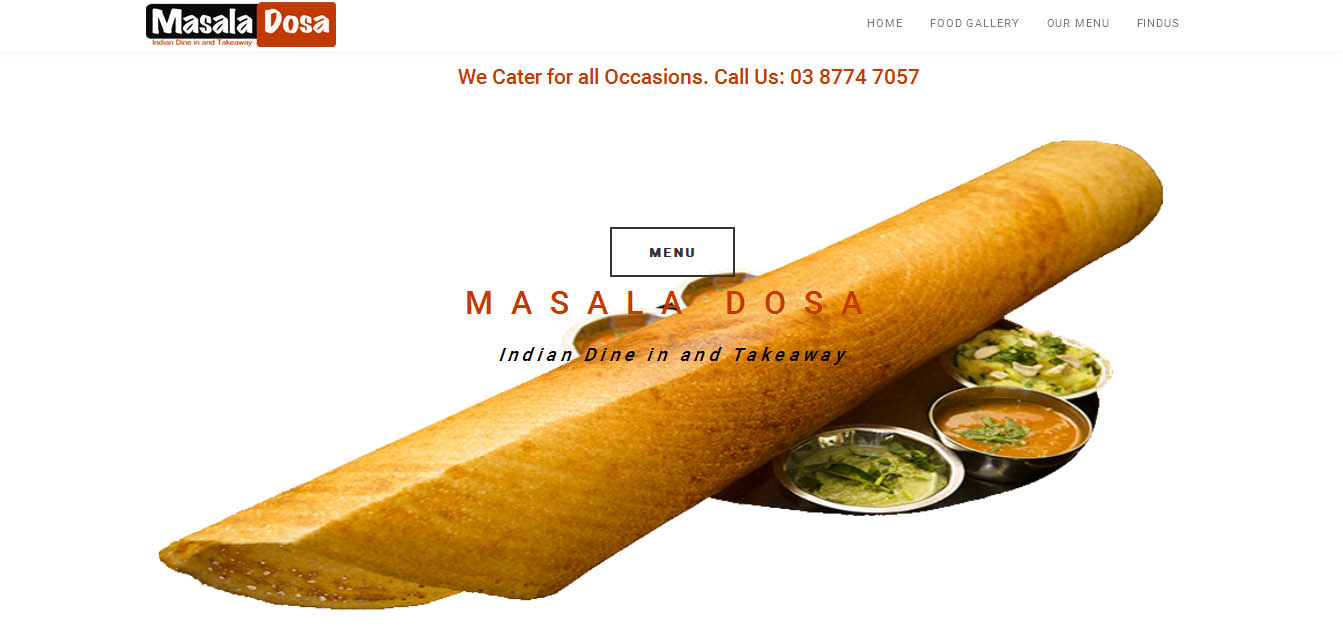 Masala Dosa
Indian Dine-in and Takeaway
HOME FOOD GALLERY OUR MENU FINDUS
We Cater for all Occasions. Call Us: 03 8774 7057
MENU
MASALA DOSA
Indian Dine in and Takeaway